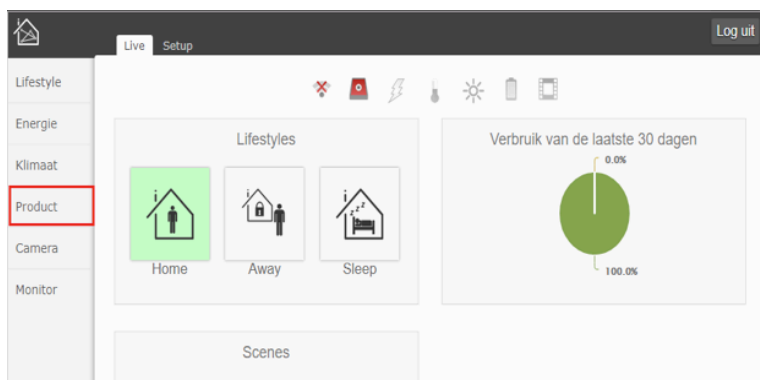 Live Setup
Log uit
Lifestyle
Energie
Klimaat
Product
Camera
Monitor
Lifestyles
Home Away Sleep
Verbruik van de laatste 30 dagen
0.0%
100.0%
Scenes